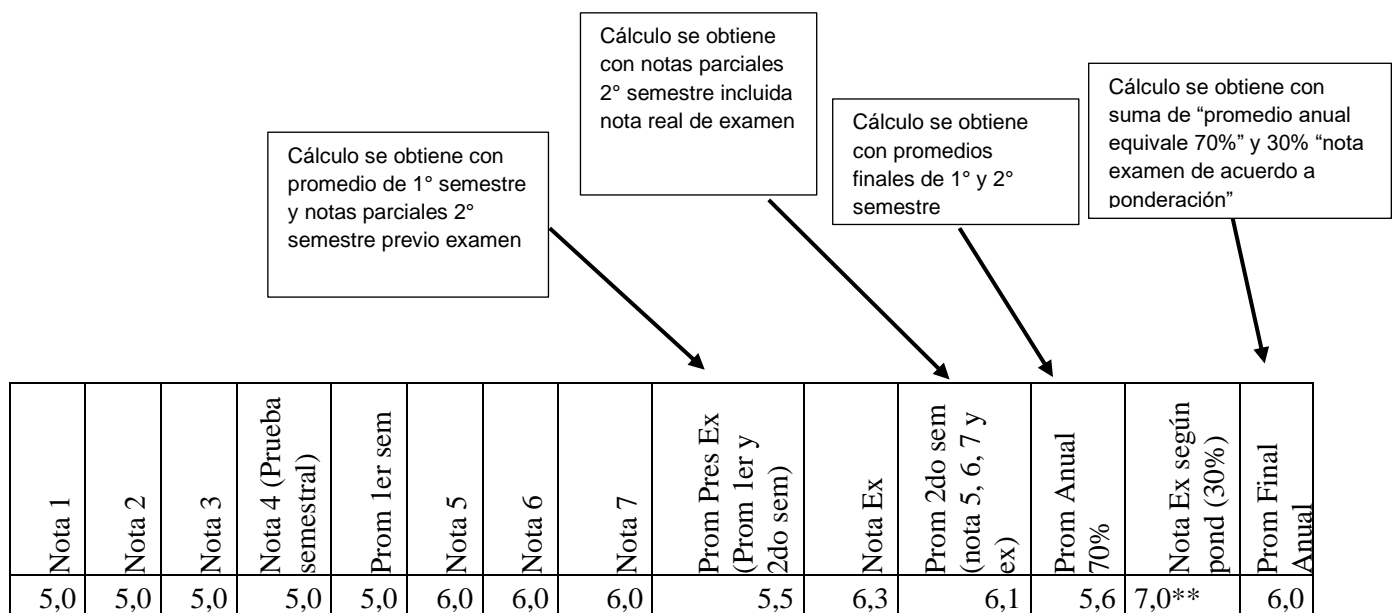 Cálculo se obtiene con
promedio de 1° semestre
y notas parciales 2°
semestre previo examen
Cálculo se obtiene
con notas parciales
2° semestre incluida
nota real de examen
Cálculo se obtiene
con promedios
finales de 1° y 2°
semestre
Cálculo se obtiene con
suma de “promedio anual
equivale 70%” y 30% “nota
examen de acuerdo a
ponderación”
Nota 1
Nota 2
Nota 3
Nota 4 (Prueba
semestral)
Prom 1er sem
Nota 5
Nota 6
Nota 7
Prom Pres Ex
(Prom 1er y
2do sem)
Nota Ex
Prom 2do sem
(nota 5, 6, 7 y
ex)
Prom Anual
70%
Nota Ex según
pond (30%)
Prom Final
Anual
5,0 5,0 5,0 5,0 5,0 6,0 6,0 6,0 5,5 6,3 6,1 5,6 7,0** 6,0